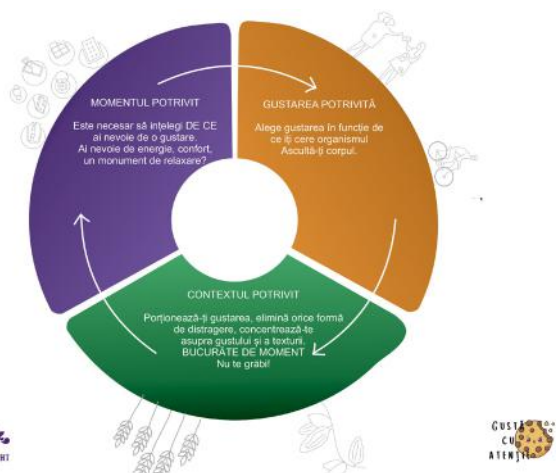 MOMENTUL POTRIVIT
Este necesar să înțelegi DE CE
ai nevoie de o gustare.
Ai nevoie de energie, confort,
un monument de relaxare?
GUSTAREA POTRIVITĂ
Alege gustarea în funcție de
ce iți cere organismul
Ascultă-ți corpul.
CONTEXTUL POTRIVIT
Porționează-ți gustarea, elimină orice formă
de distragere, concentrează-te
asupra gustului și a texturii.
BUCURĂTE DE MOMENT
Nu te grăbi!
GUSTĂ
CU
ATENȚIE